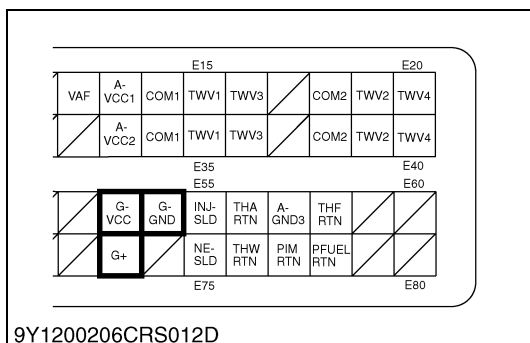 E15 E20
VAF A-VCC1 COM1 TWV1 TWV3 COM2 TWV2 TWV4
A-VCC2 COM1 TWV1 TWV3 COM2 TWV2 TWV4
E35 E40
E55 E60
G-VCC G-GND INJ-SLD THA RTN A-GND3 THF RTN
G+ NE-SLD THW RTN PIM RTN PFUEL RTN
E75 E80
9Y1200206CRS012D